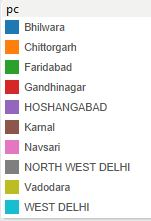 pc
Bhilwara
Chittorgarh
Faridabad
Gandhinagar
HOSHANGABAD
Karnal
Navsari
NORTH WEST DELHI
Vadodara
WEST DELHI